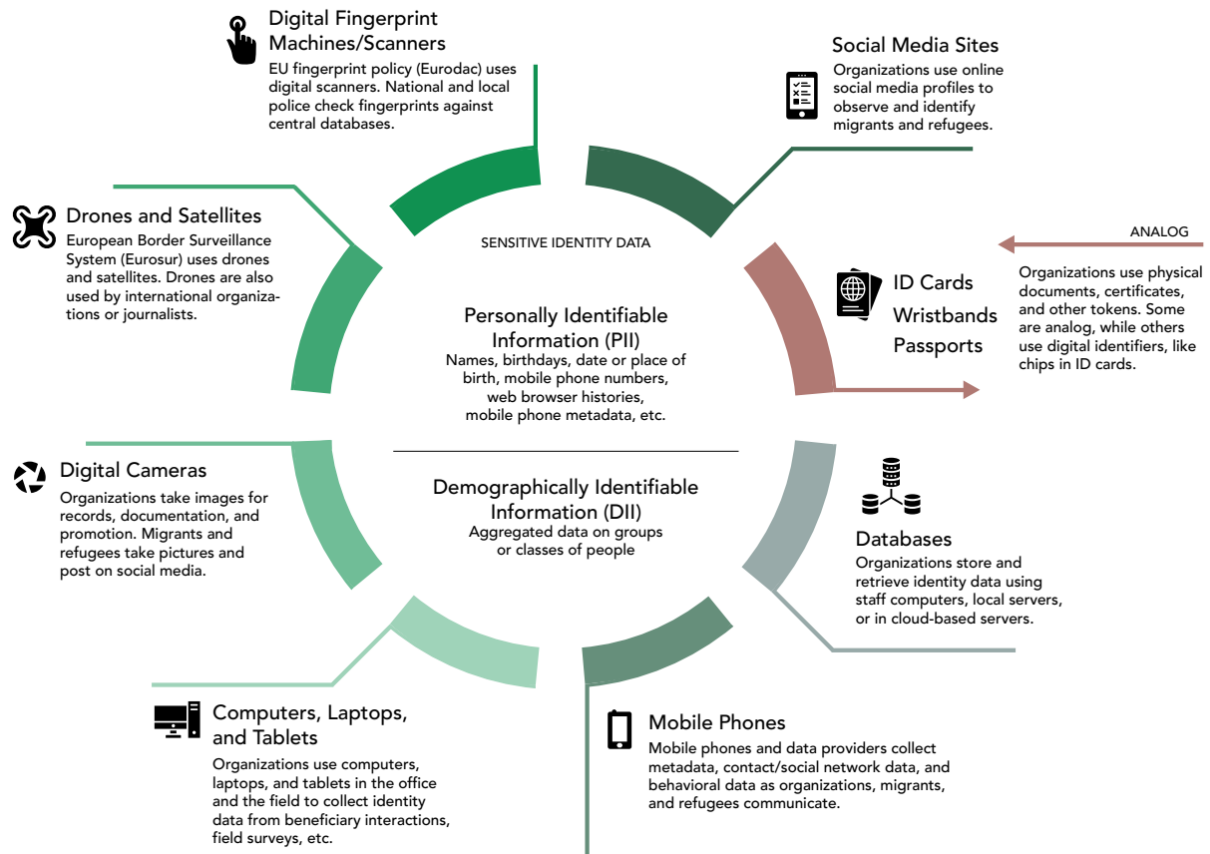 Digital Fingerprint
Machines/Scanners
EU fingerprint policy (Eurodac) uses
digital scanners. National and local
police check fingerprints against
central databases.
Social Media Sites
Organizations use online
social media profiles to
observe and identify
migrants and refugees.
Drones and Satellites
European Border Surveillance
System (Eurosur) uses drones
and satellites. Drones are also
used by international organiza-
tions or journalists.
SENSITIVE IDENTITY DATA
Personally Identifiable
Information (PII)
Names, birthdays, date or place of
birth, mobile phone numbers,
web browser histories,
mobile phone metadata, etc.
ANALOG
ID Cards
Wristbands
Passports
Organizations use physical
documents, certificates,
and other tokens. Some
are analog, while others
use digital identifiers, like
chips in ID cards.
Digital Cameras
Organizations take images for
records, documentation, and
promotion. Migrants and
refugees take pictures and
post on social media.
Demographically Identifiable
Information (DII)
Aggregated data on groups
or classes of people
Databases
Organizations store and
retrieve identity data using
staff computers, local servers,
or in cloud-based servers.
Computers, Laptops,
and Tablets
Organizations use computers,
laptops, and tablets in the office
and the field to collect identity
data from beneficiary interactions,
field surveys, etc.
Mobile Phones
Mobile phones and data providers collect
metadata, contact/social network data, and
behavioral data as organizations, migrants,
and refugees communicate.